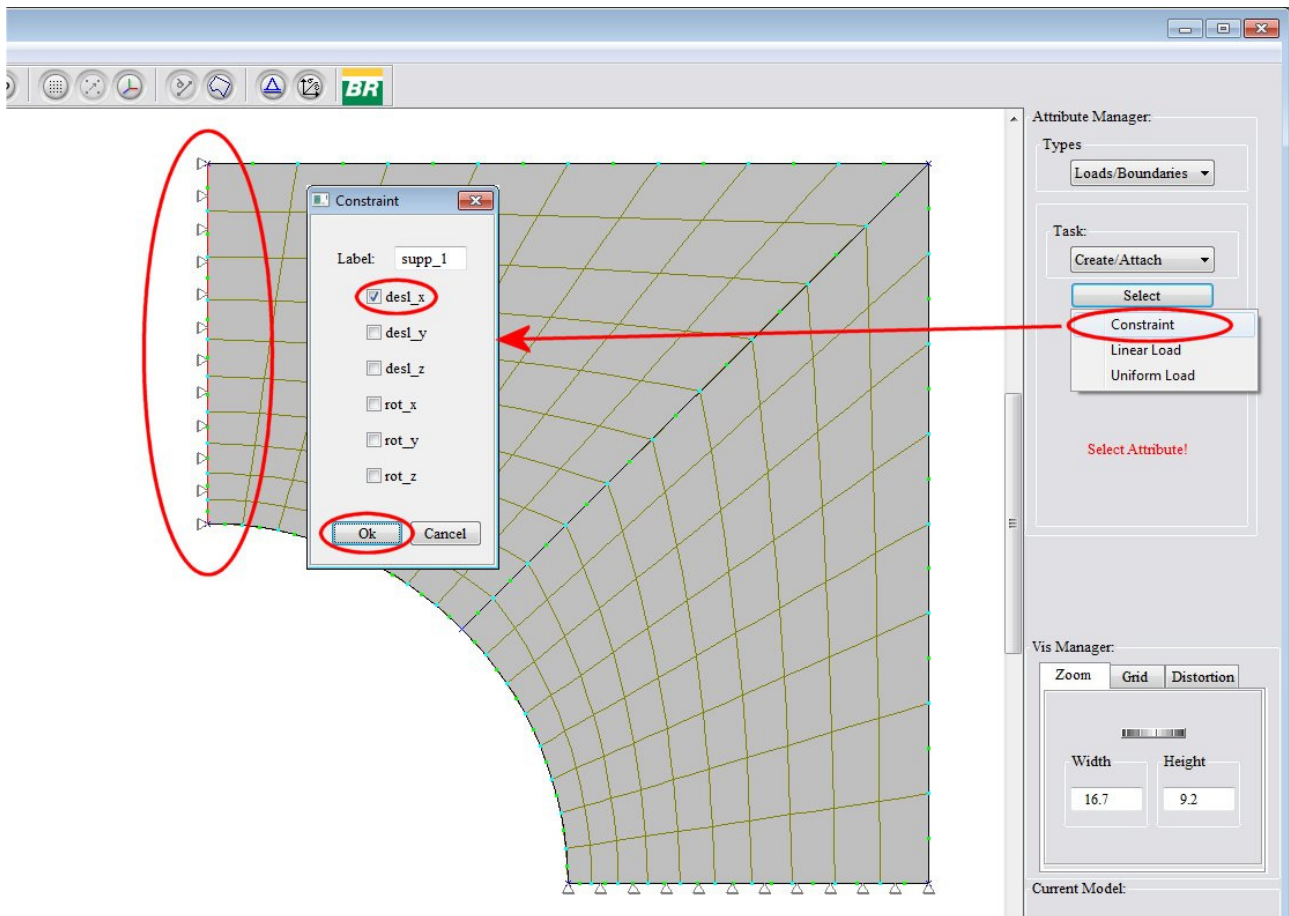 BR
Attribute Manager:
Types
Loads/Boundaries
Task:
Create/Attach
Select
Constraint
Linear Load
Uniform Load
Select Attribute!
Constraint
Label: supp_1
desl_x
desl_y
desl_z
rot_x
rot_y
rot_z
Ok Cancel
Vis Manager:
Zoom Grid Distortion
Width Height
16.7 9.2
Current Model: